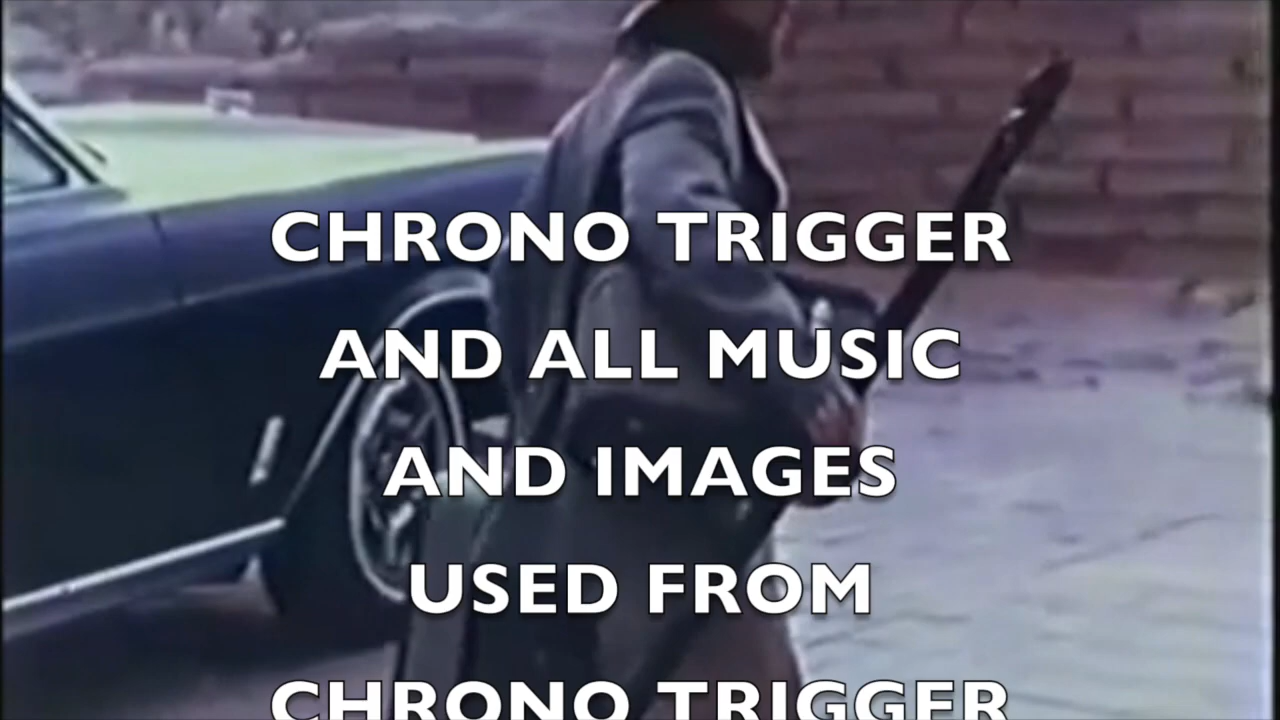 CHRONO TRIGGER
AND ALL MUSIC
AND IMAGES
USED FROM
CHRONO TRIGGER